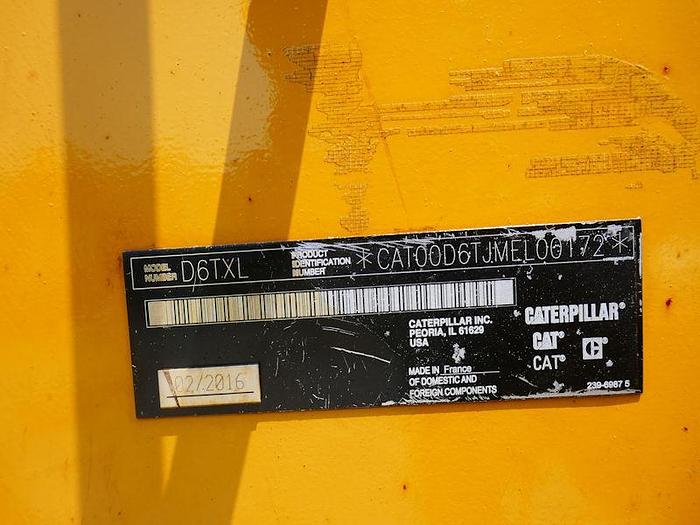 MODEL NUMBER D6TXL
PRODUCT IDENTIFICATION NUMBER *CAT00D6TJMEL00172*
CATERPILLAR INC.
PEORIA, IL 61629
USA
CATERPILLAR®
CAT®
CAT®
C®
02/2016
MADE IN France
OF DOMESTIC AND
FOREIGN COMPONENTS
239-6987 5